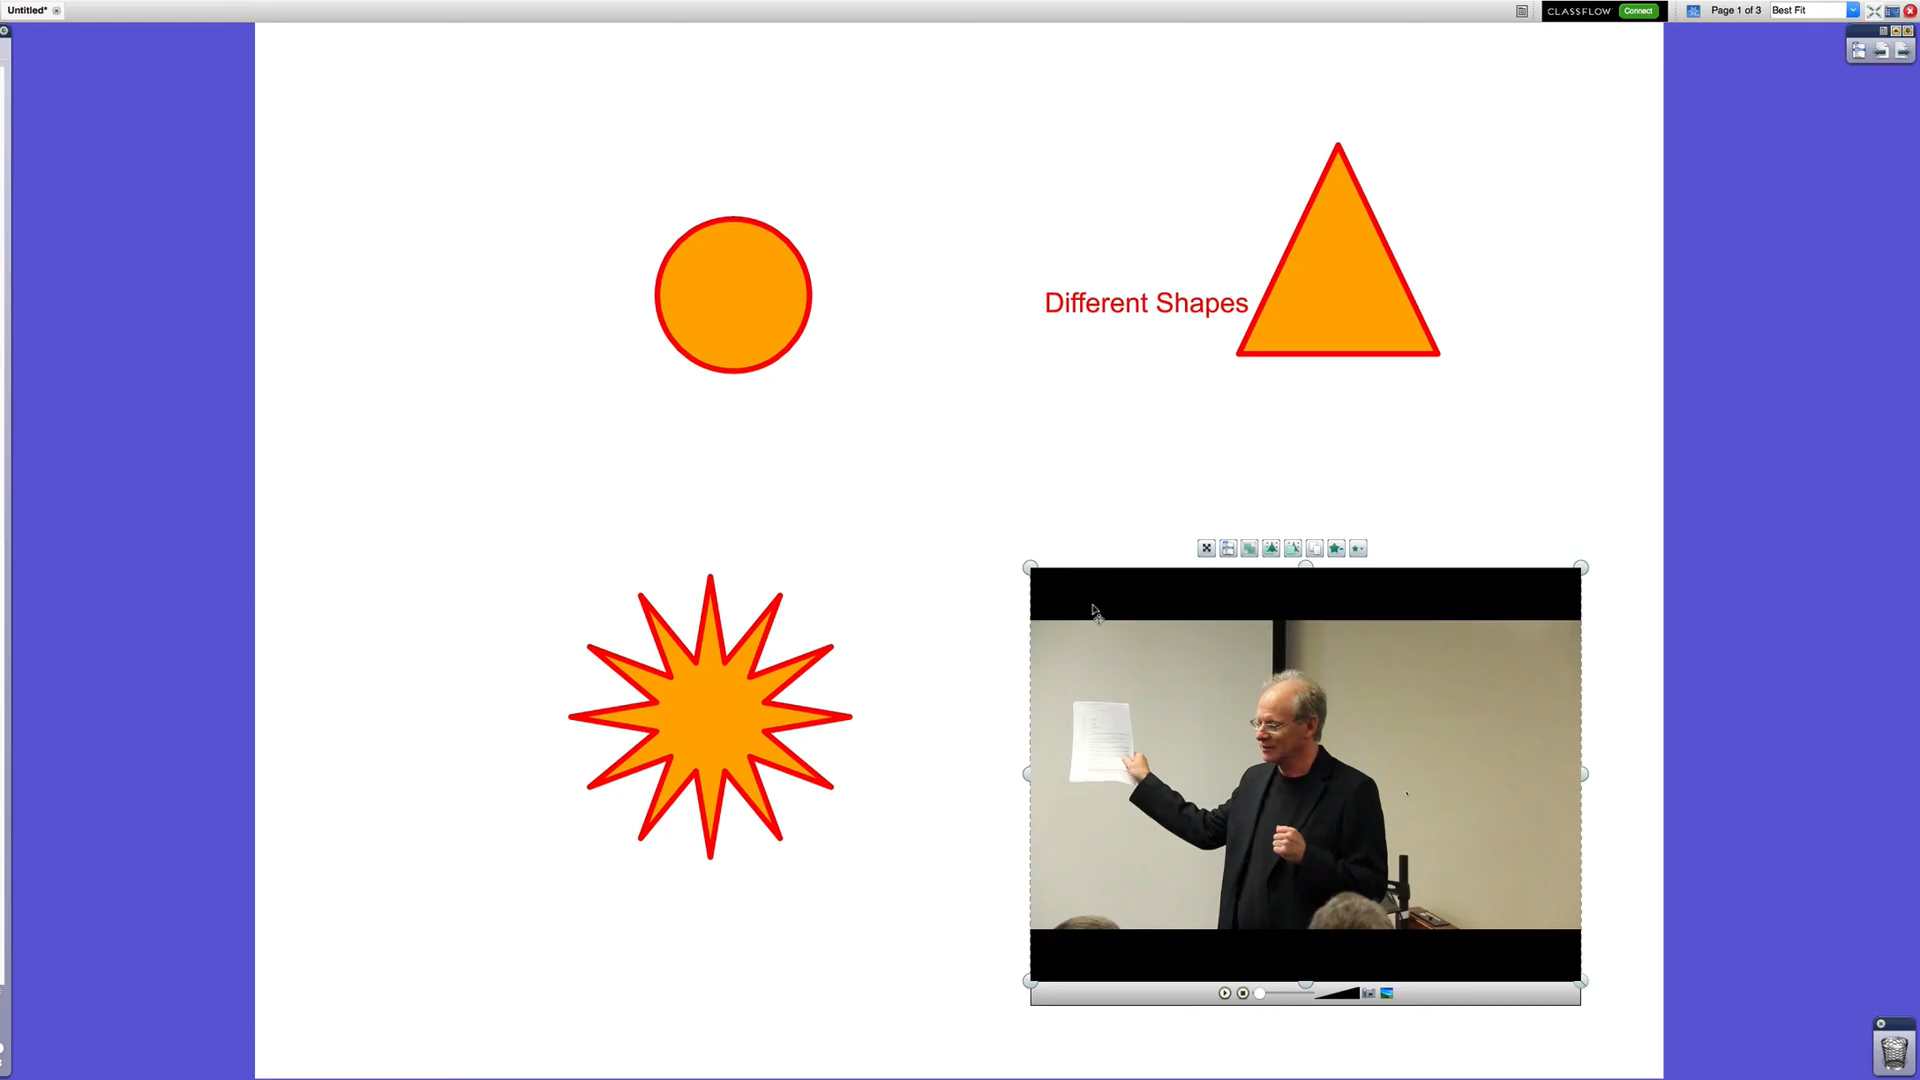 Untitled*
CLASSFLOW Connect
Page 1 of 3
Best Fit
Different Shapes